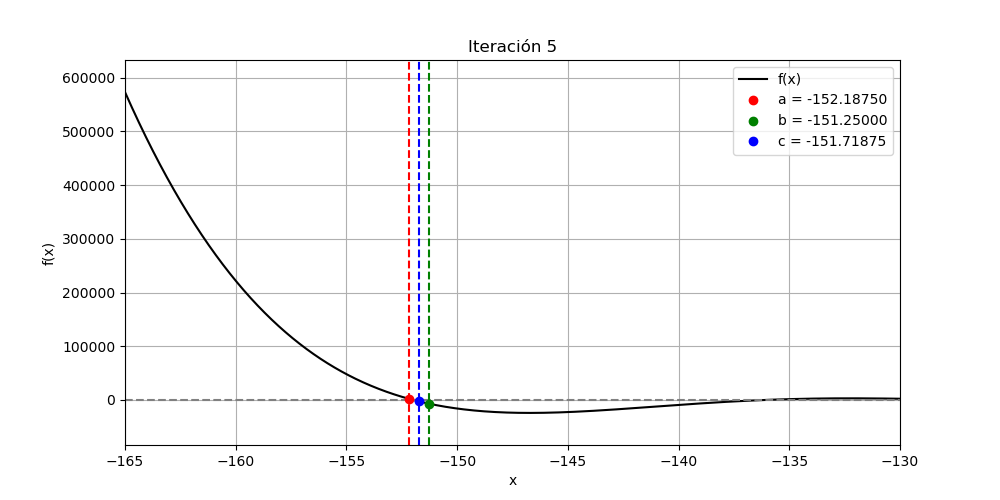 Iteración 5
f(x)
a = -152.18750
b = -151.25000
c = -151.71875
600000
500000
400000
300000
200000
100000
0
f(x)
−165
−160
−155
−150
−145
−140
−135
−130
x